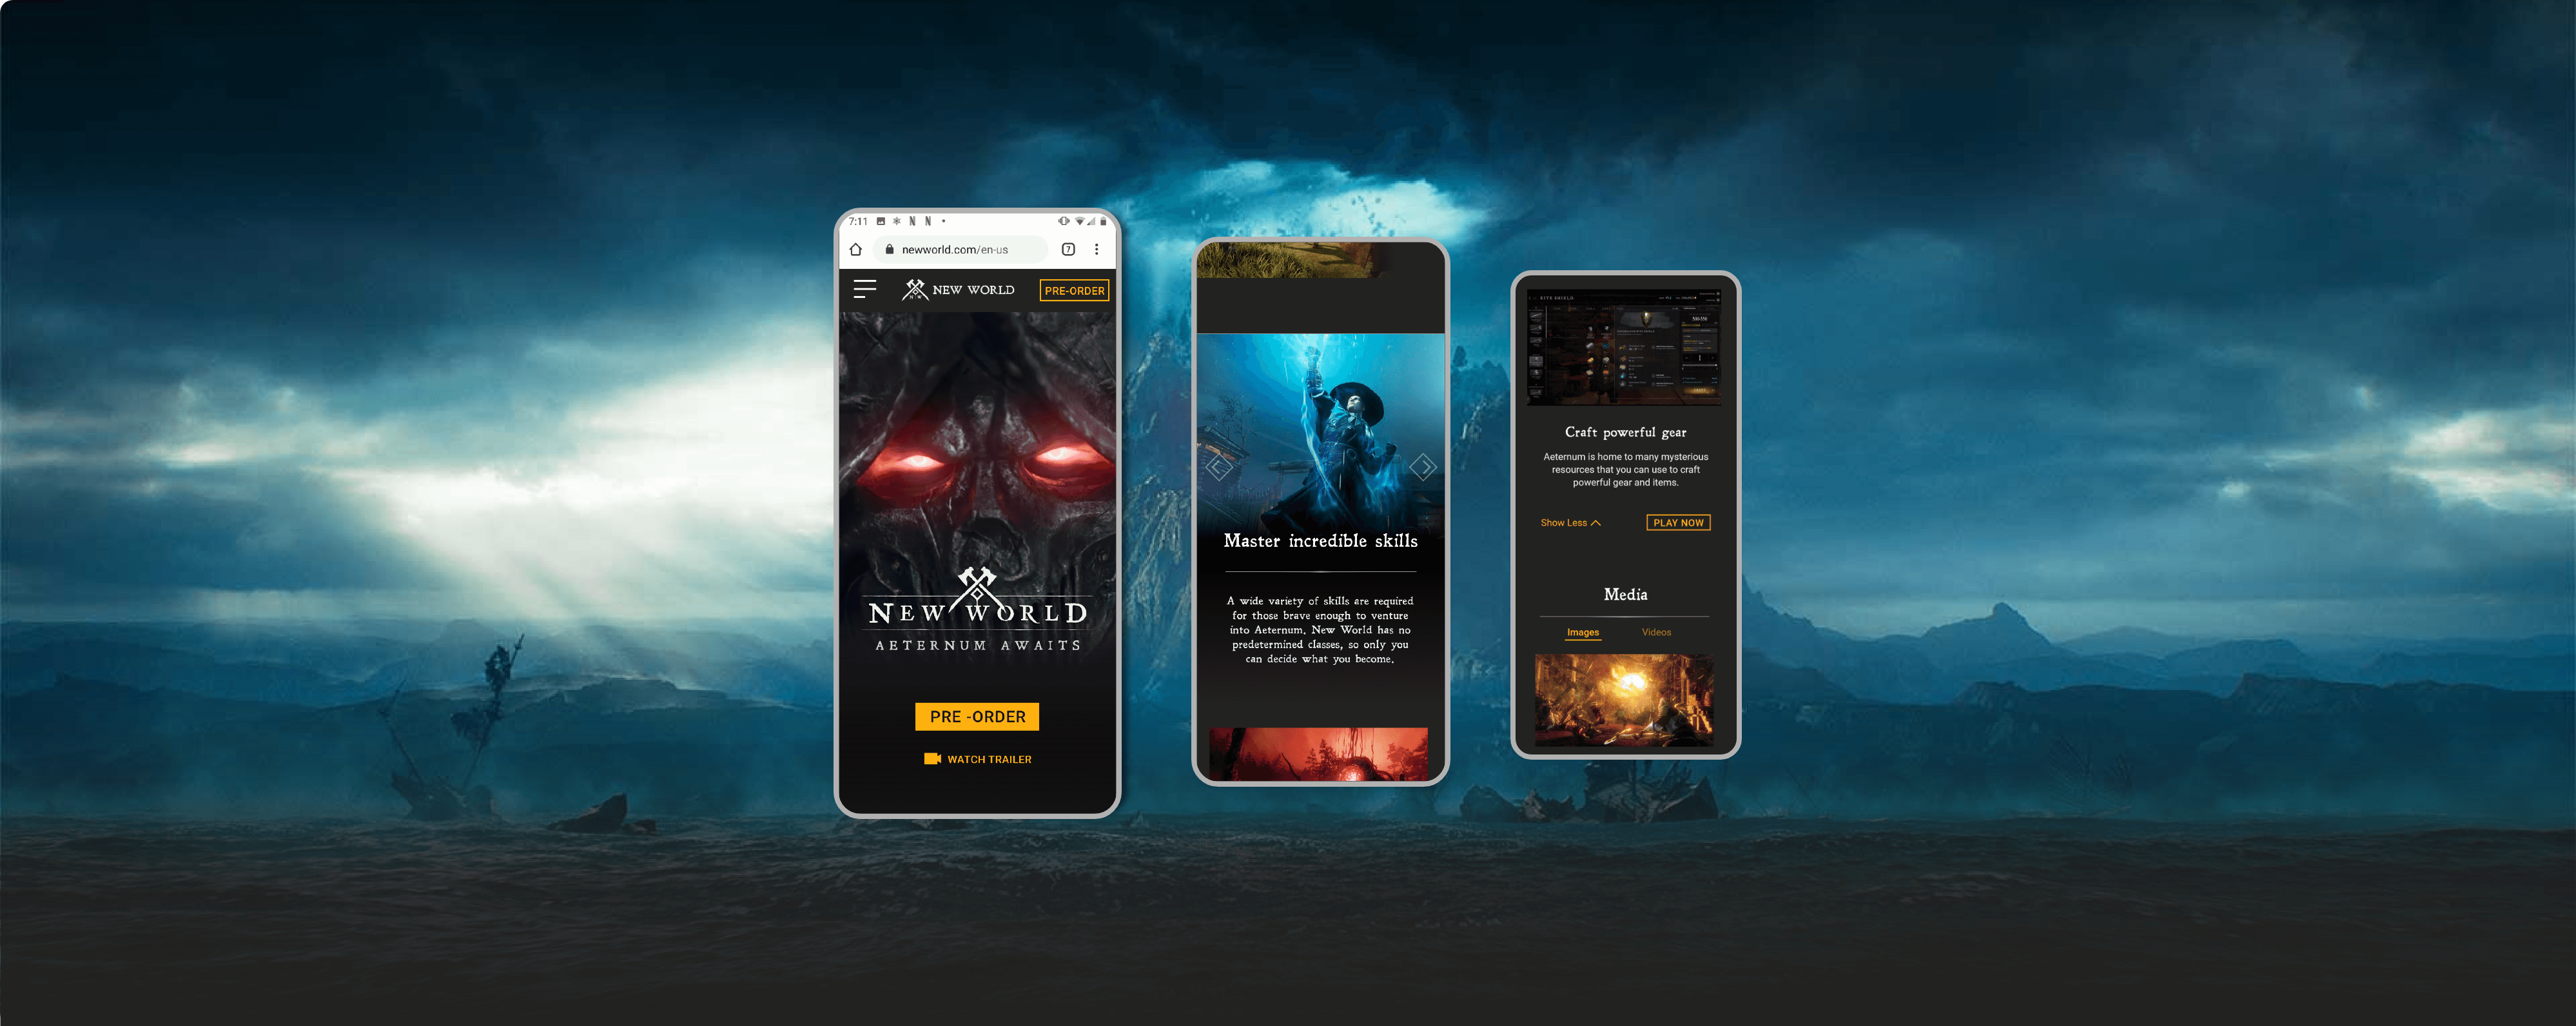 7:11
newworld.com/en-us
7
NEW WORLD
PRE-ORDER
NEW WORLD
AETERNUM AWAITS
PRE -ORDER
WATCH TRAILER
Master incredible skills
A wide variety of skills are required
for those brave enough to venture
into Aeternum. New World has no
predetermined classes, so only you
can decide what you become.
KITE SHIELD
Craft powerful gear
Aeternum is home to many mysterious
resources that you can use to craft
powerful gear and items.
Show Less
PLAY NOW
Media
Images
Videos